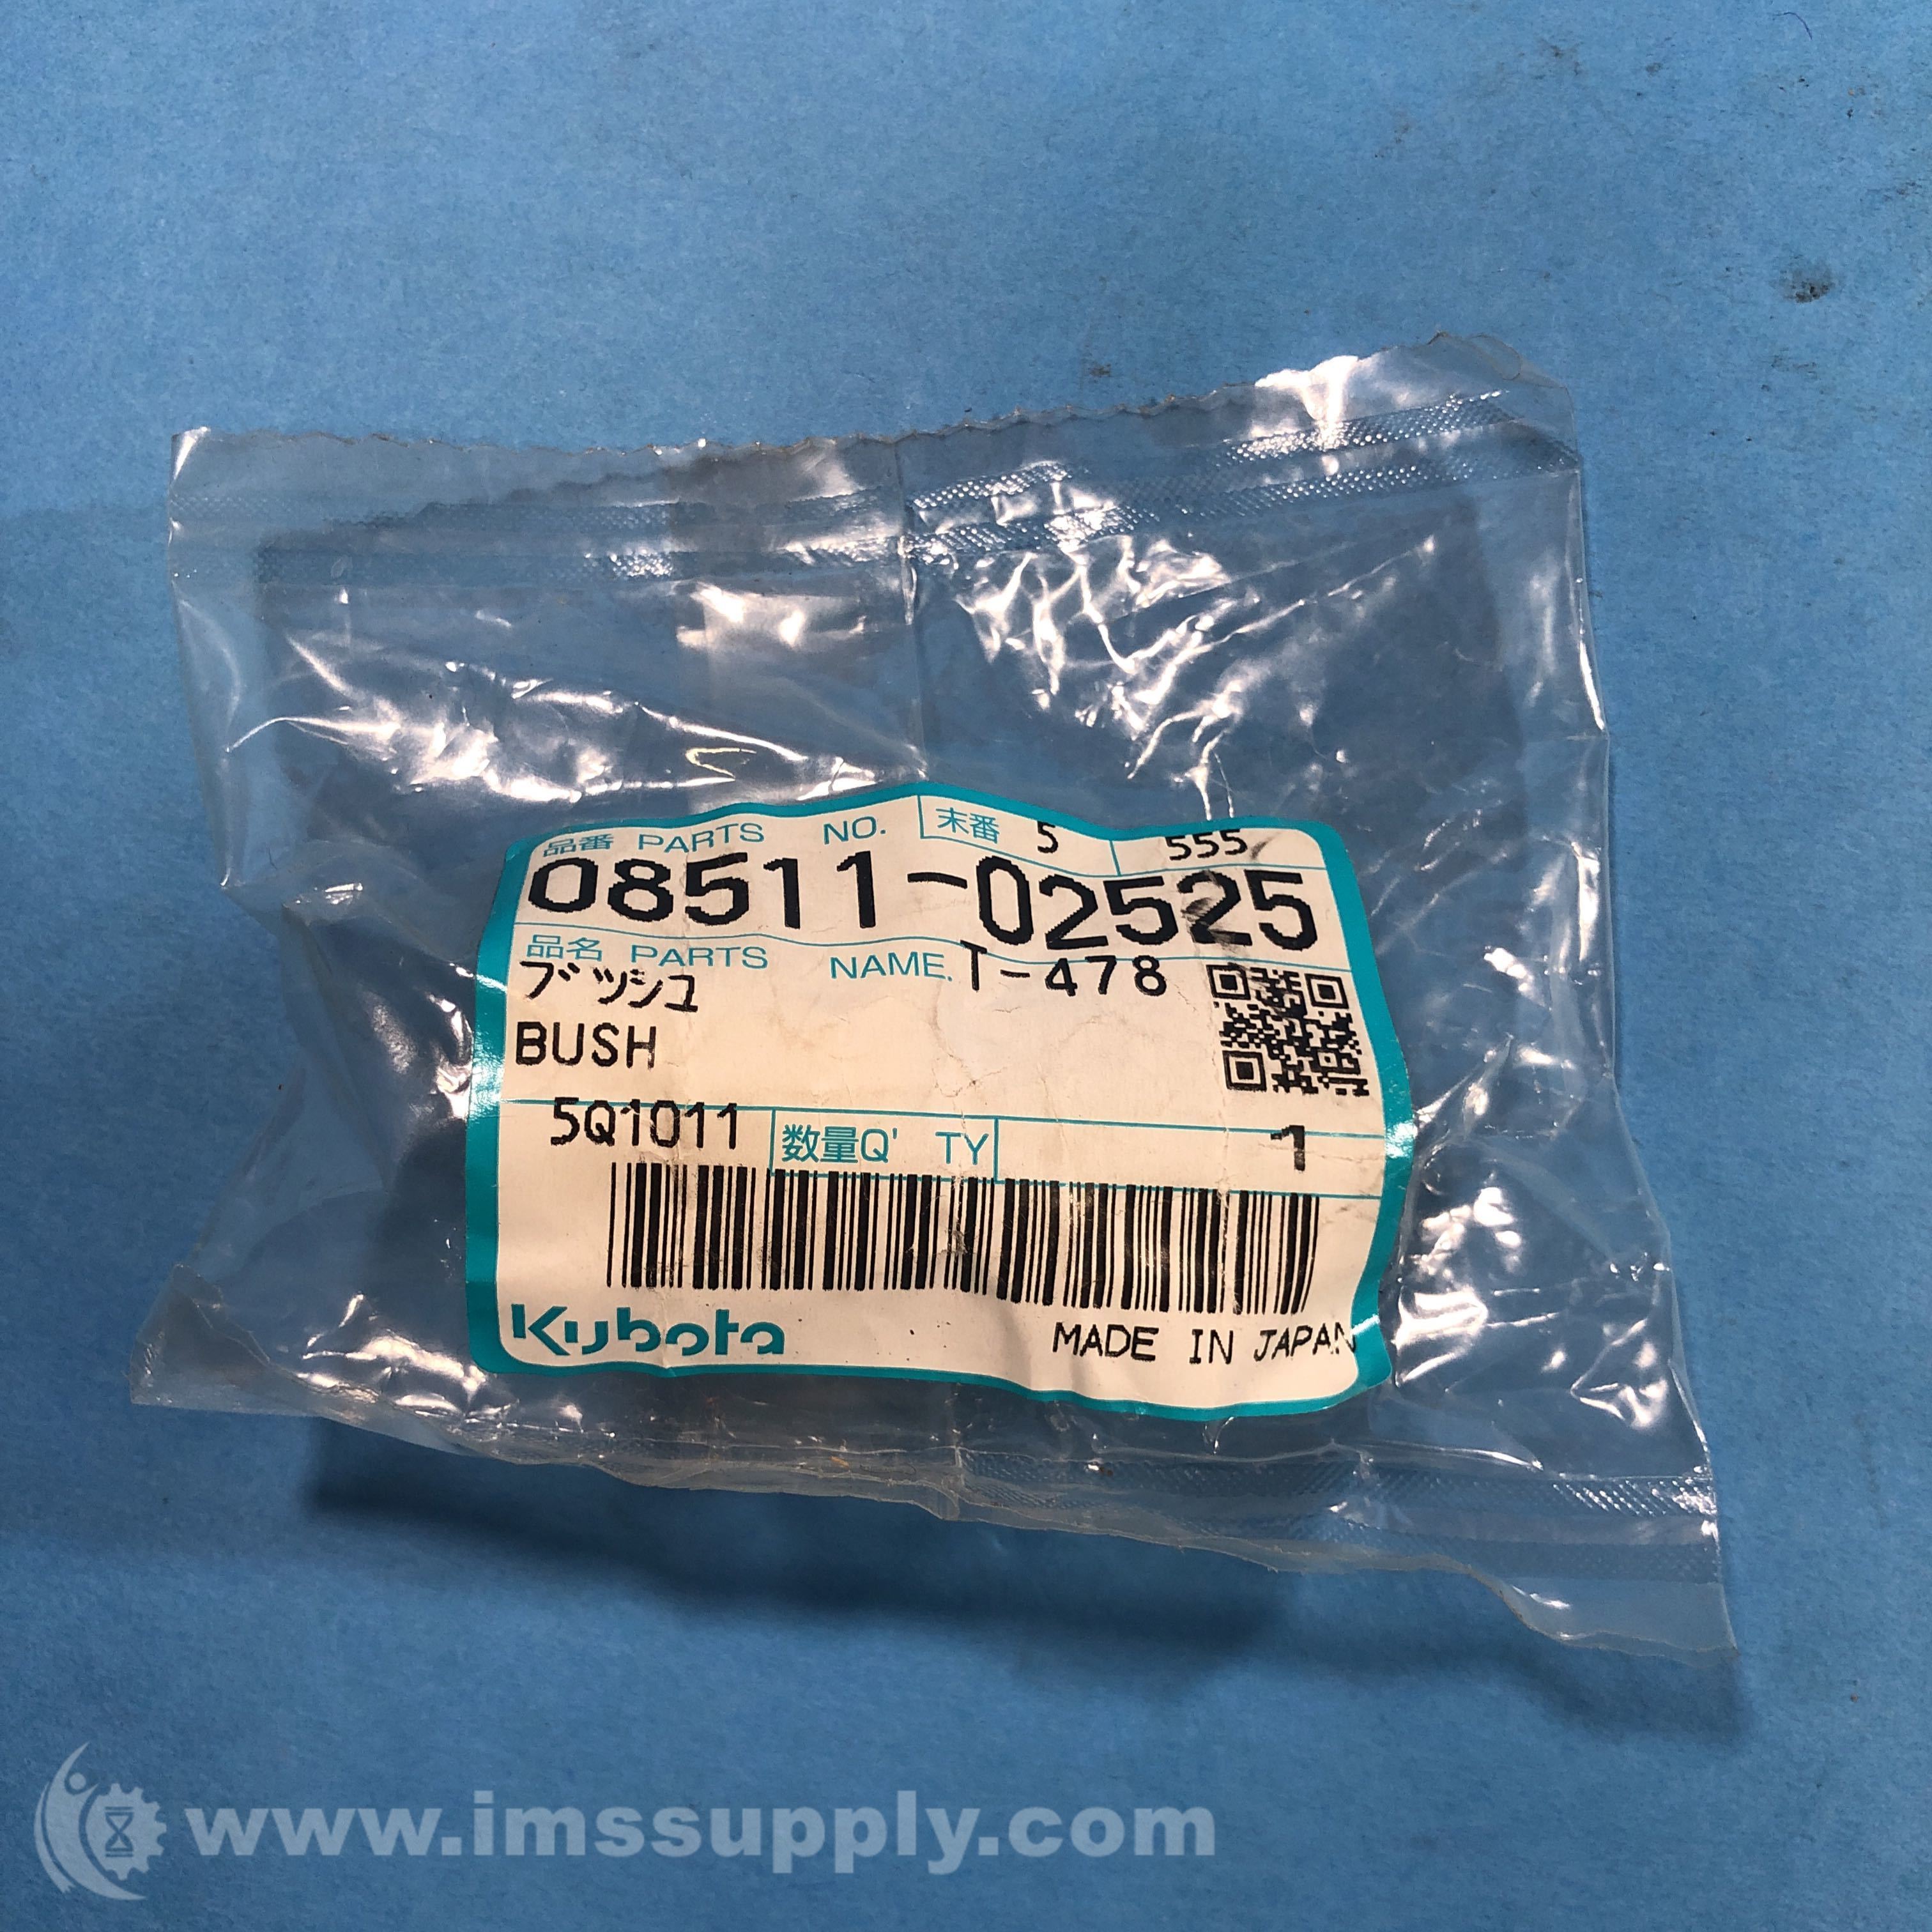 品番 PARTS NO. 末番 5 555
08511-02525
品名 PARTS NAME. T-478
ブッシュ
BUSH
5Q1011 数量Q'TY 1
Kubota MADE IN JAPAN
www.imssupply.com